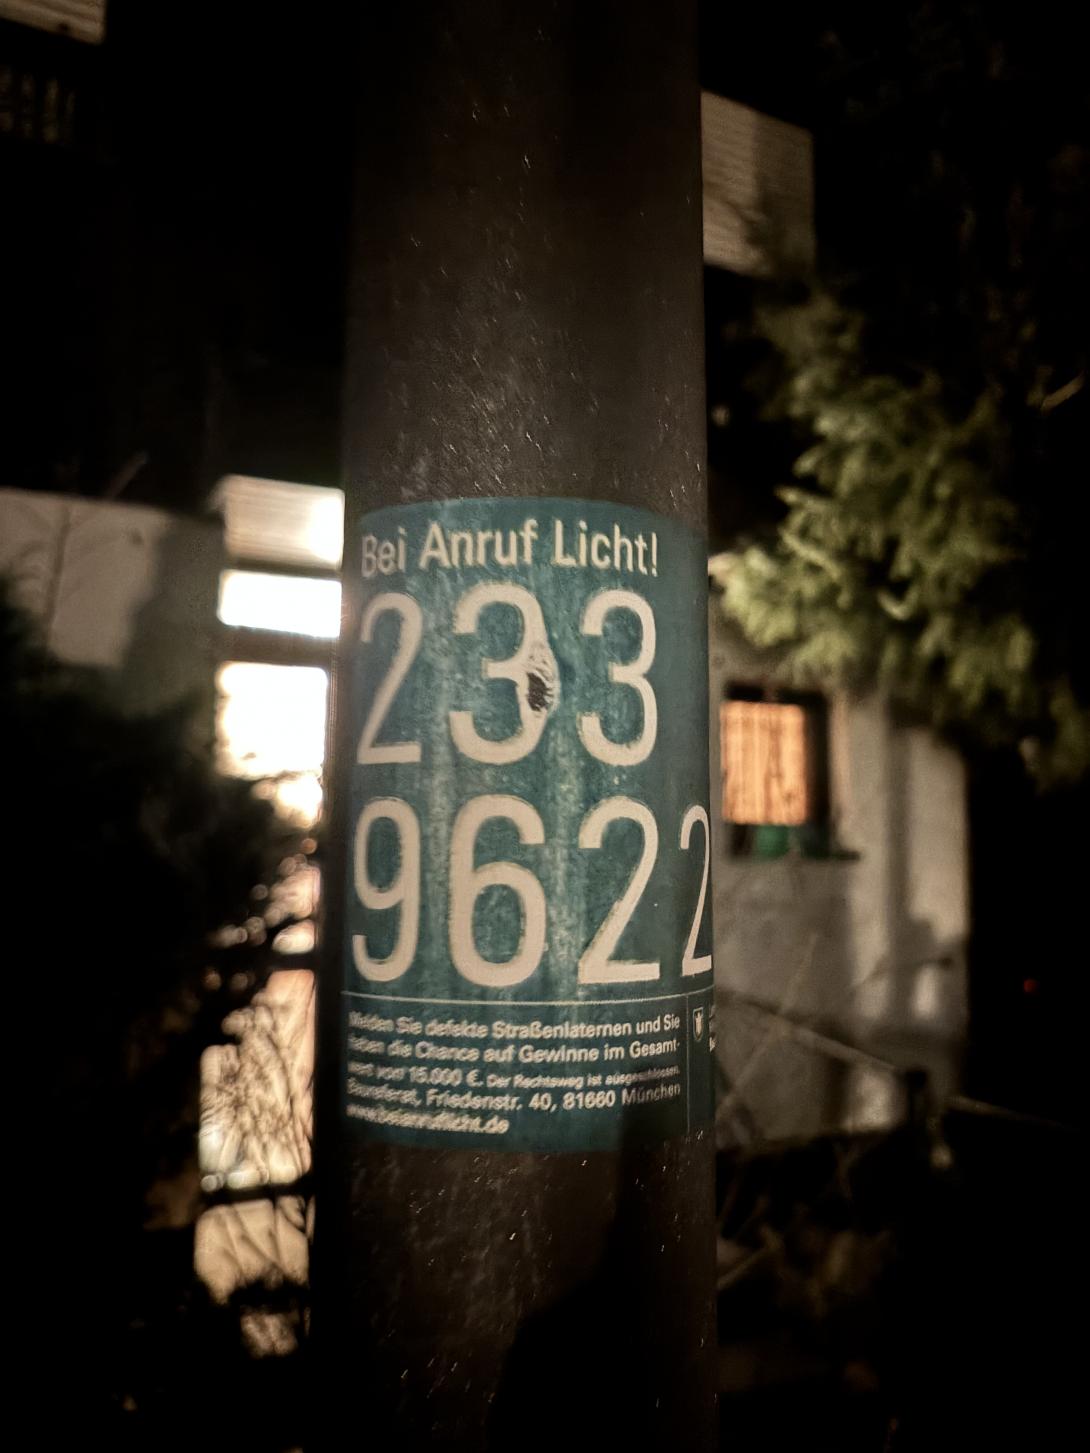 Bei Anruf Licht!
233
9622
Melden Sie defekte Straßenlaternen und Sie
haben die Chance auf Gewinne im Gesamt-
wert von 15.000 €. Der Rechtsweg ist ausgeschlossen.
Baureferat, Friedenstr. 40, 81660 München
www.beianruflicht.de